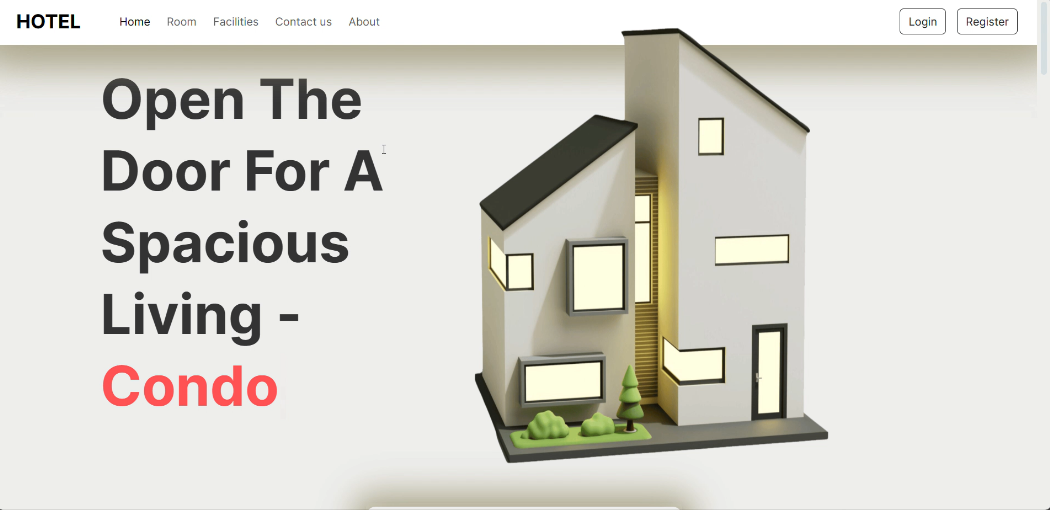 HOTEL Home Room Facilities Contact us About Login Register
Open The
Door For A
Spacious
Living -
Condo